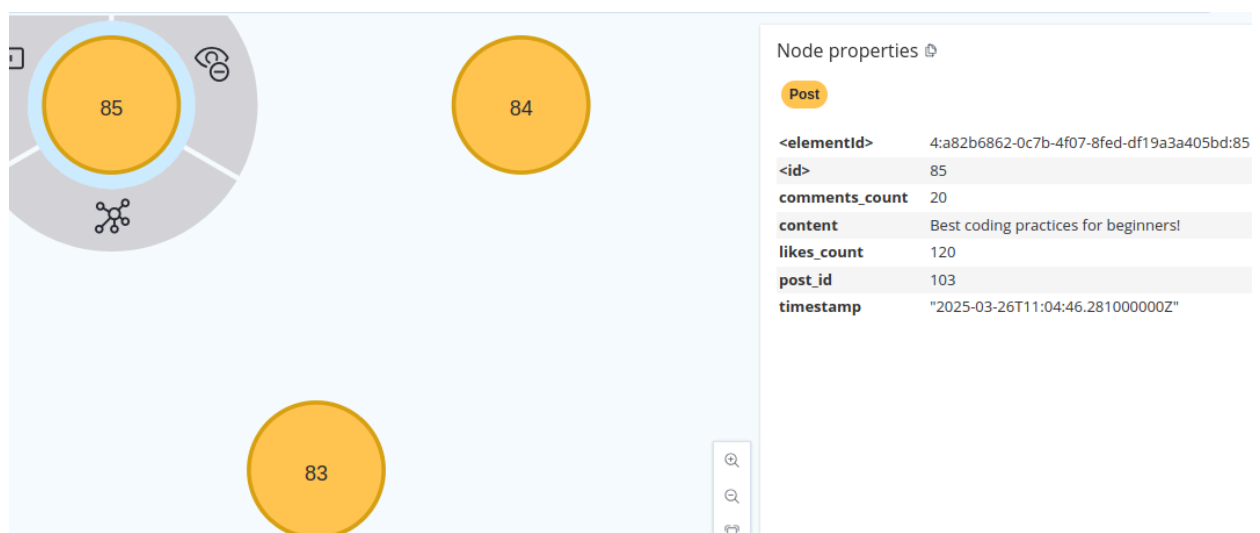 85
84
83
Node properties
Post
<elementId> 4:a82b6862-0c7b-4f07-8fed-df19a3a405bd:85
<id> 85
comments_count 20
content Best coding practices for beginners!
likes_count 120
post_id 103
timestamp "2025-03-26T11:04:46.281000000Z"